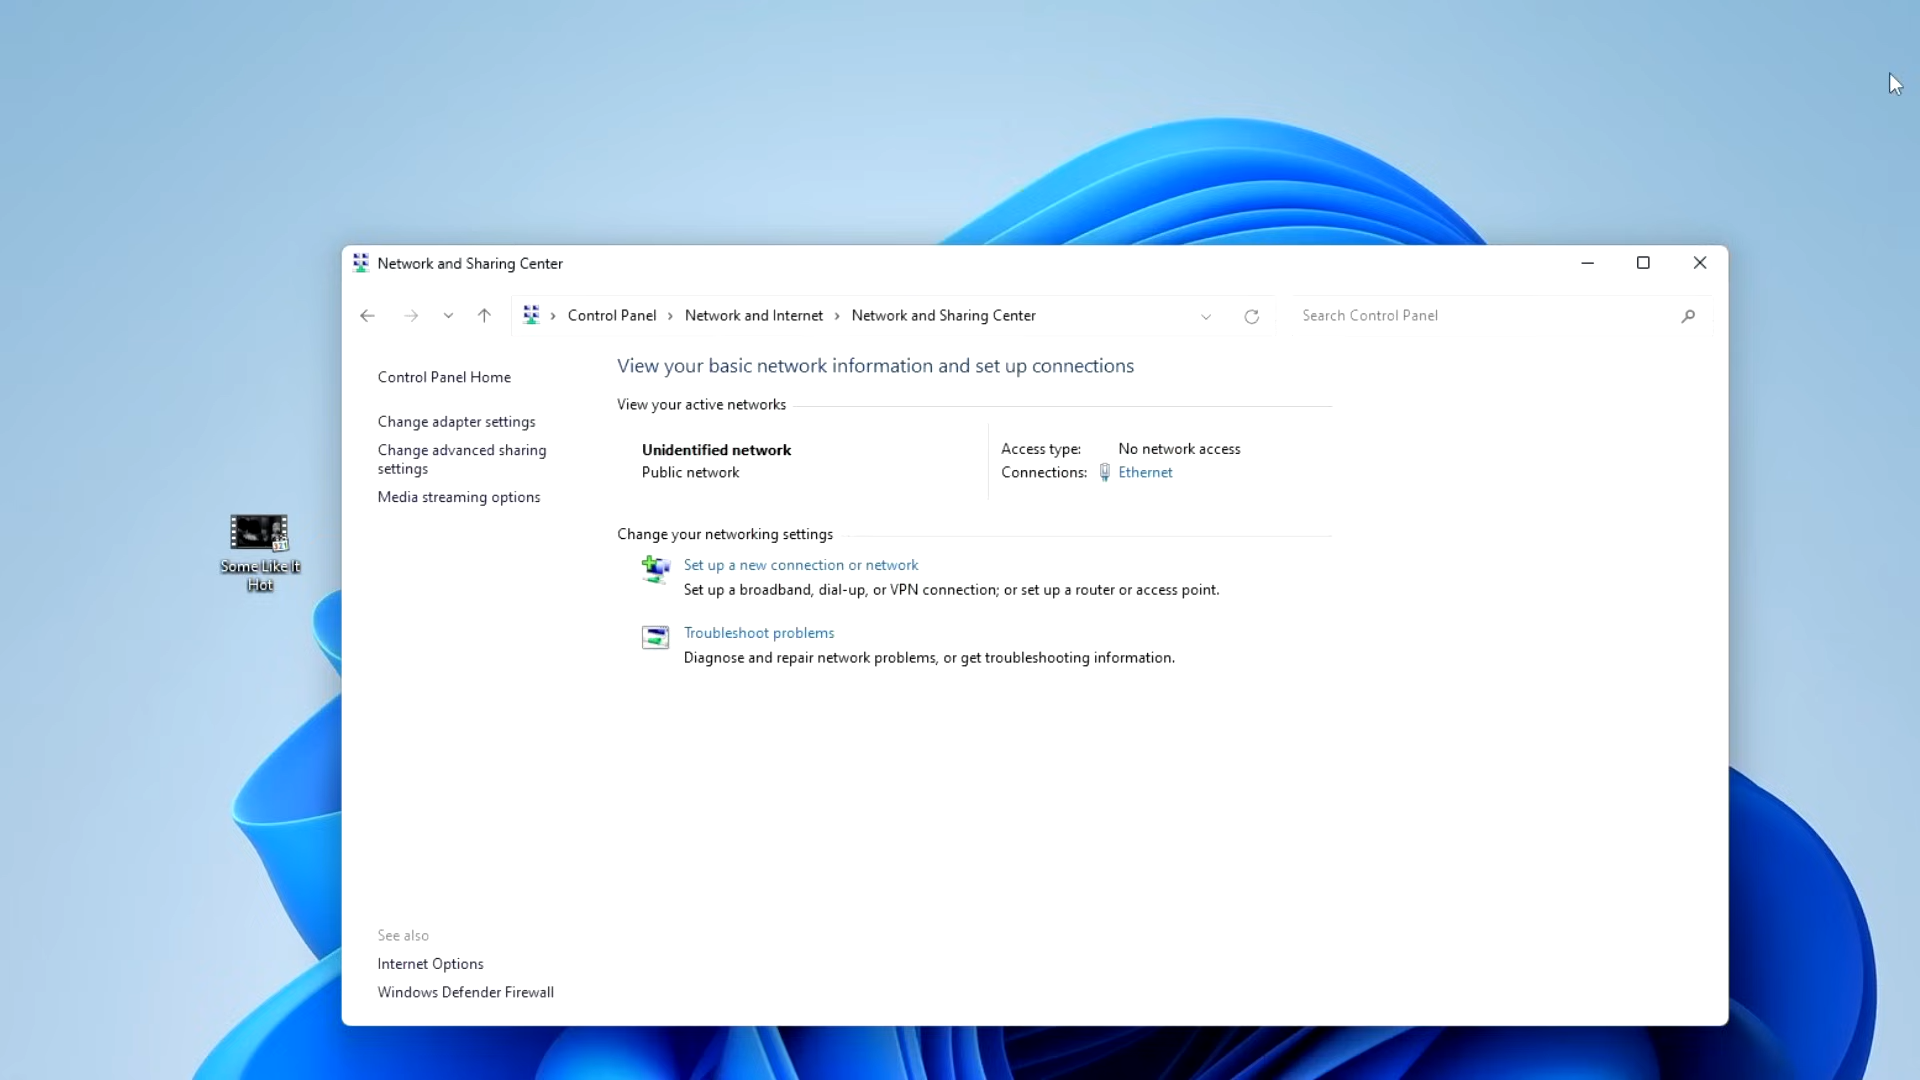 Network and Sharing Center
Control Panel > Network and Internet > Network and Sharing Center
Search Control Panel
Control Panel Home
Change adapter settings
Change advanced sharing
settings
Media streaming options
View your basic network information and set up connections
View your active networks
Unidentified network
Public network
Access type: No network access
Connections: Ethernet
Change your networking settings
Set up a new connection or network
Set up a broadband, dial-up, or VPN connection; or set up a router or access point.
Troubleshoot problems
Diagnose and repair network problems, or get troubleshooting information.
See also
Internet Options
Windows Defender Firewall
Some Like It
Hot
321